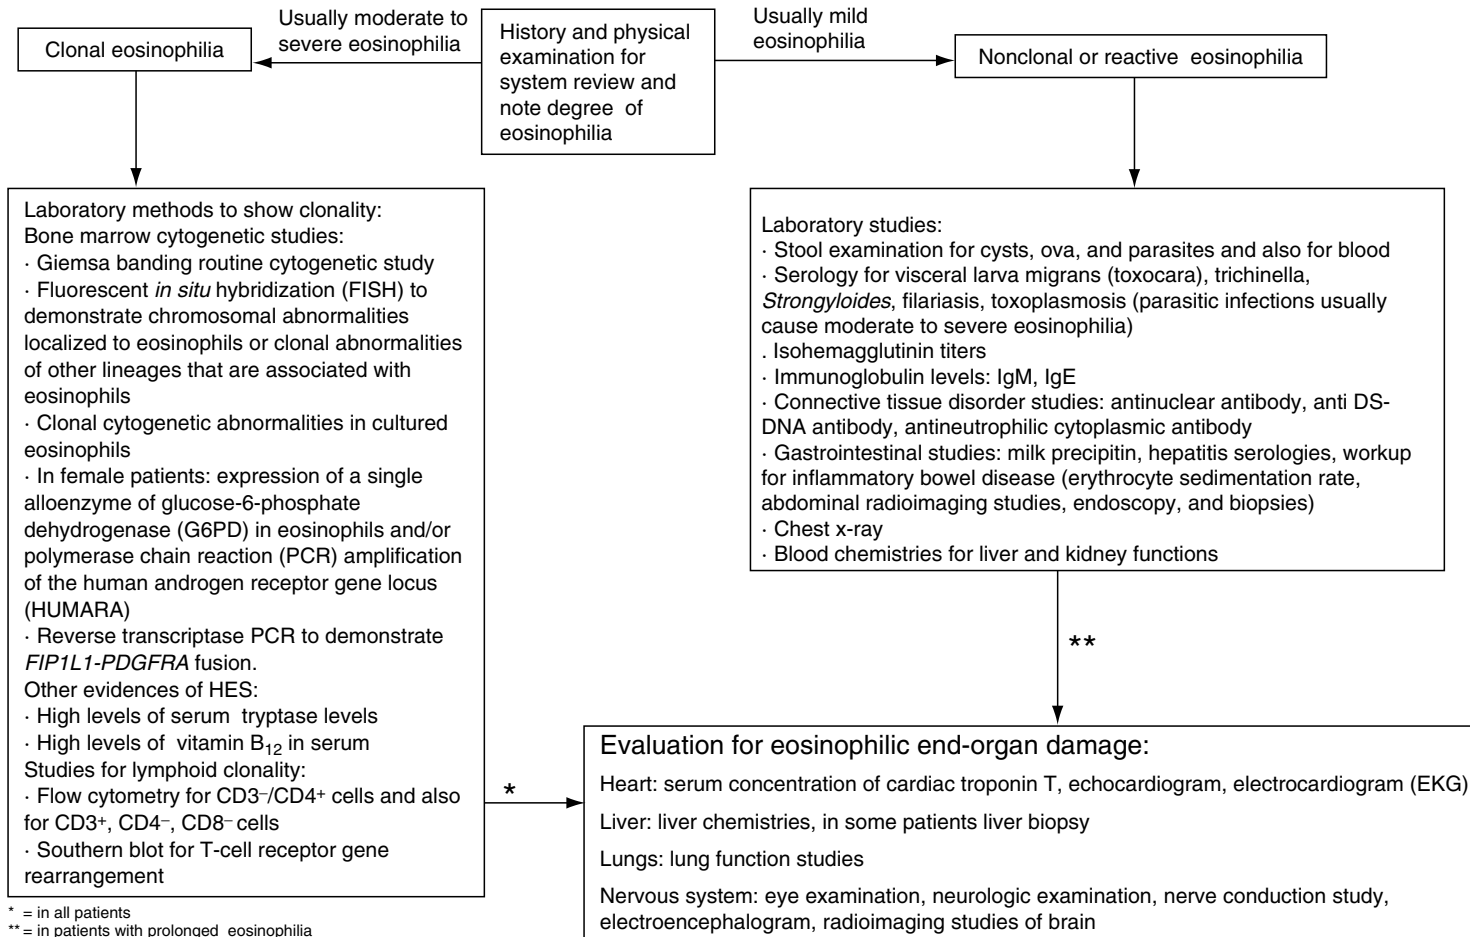 Usually moderate to
severe eosinophilia
Usually mild
eosinophilia
Clonal eosinophilia
History and physical
examination for
system review and
note degree of
eosinophilia
Nonclonal or reactive eosinophilia
Laboratory methods to show clonality:
Bone marrow cytogenetic studies:
· Giemsa banding routine cytogenetic study
· Fluorescent in situ hybridization (FISH) to
demonstrate chromosomal abnormalities
localized to eosinophils or clonal abnormalities
of other lineages that are associated with
eosinophils
· Clonal cytogenetic abnormalities in cultured
eosinophils
· In female patients: expression of a single
alloenzyme of glucose-6-phosphate
dehydrogenase (G6PD) in eosinophils and/or
polymerase chain reaction (PCR) amplification
of the human androgen receptor gene locus
(HUMARA)
· Reverse transcriptase PCR to demonstrate
FIP1L1-PDGFRA fusion.
Other evidences of HES:
· High levels of serum tryptase levels
· High levels of vitamin B12 in serum
Studies for lymphoid clonality:
· Flow cytometry for CD3–/CD4+ cells and also
for CD3+, CD4–, CD8– cells
· Southern blot for T-cell receptor gene
rearrangement
Laboratory studies:
· Stool examination for cysts, ova, and parasites and also for blood
· Serology for visceral larva migrans (toxocara), trichinella,
Strongyloides, filariasis, toxoplasmosis (parasitic infections usually
cause moderate to severe eosinophilia)
. Isohemagglutinin titers
· Immunoglobulin levels: IgM, IgE
· Connective tissue disorder studies: antinuclear antibody, anti DS-
DNA antibody, antineutrophilic cytoplasmic antibody
· Gastrointestinal studies: milk precipitin, hepatitis serologies, workup
for inflammatory bowel disease (erythrocyte sedimentation rate,
abdominal radioimaging studies, endoscopy, and biopsies)
· Chest x-ray
· Blood chemistries for liver and kidney functions
**
*
Evaluation for eosinophilic end-organ damage:
Heart: serum concentration of cardiac troponin T, echocardiogram, electrocardiogram (EKG)
Liver: liver chemistries, in some patients liver biopsy
Lungs: lung function studies
Nervous system: eye examination, neurologic examination, nerve conduction study,
electroencephalogram, radioimaging studies of brain
* = in all patients
** = in patients with prolonged eosinophilia